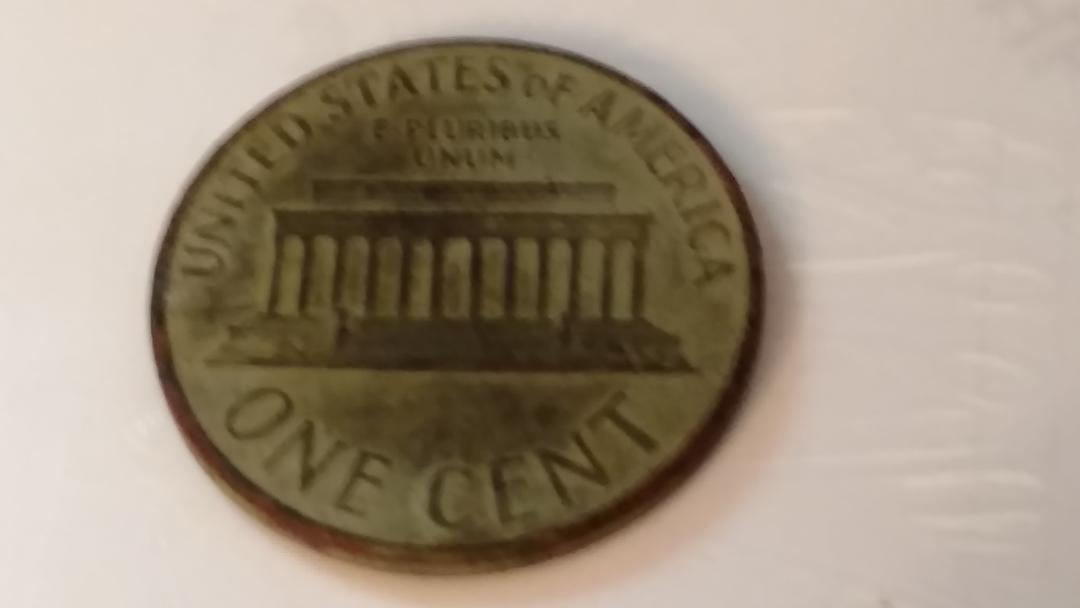 UNITED STATES OF AMERICA
E PLURIBUS
UNUM
ONE CENT